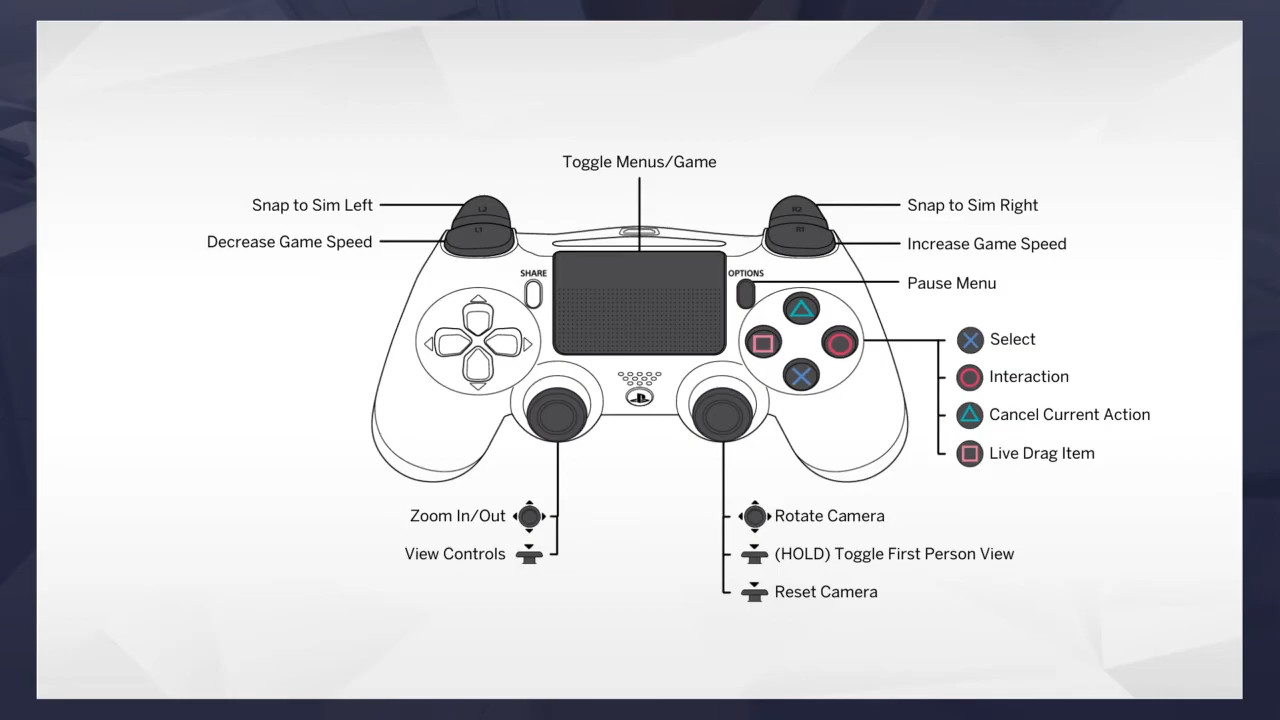 Toggle Menus/Game
Snap to Sim Left
L2
R2
Snap to Sim Right
Decrease Game Speed
L1
R1
Increase Game Speed
SHARE
OPTIONS
Pause Menu
Select
Interaction
Cancel Current Action
Live Drag Item
Zoom In/Out
Rotate Camera
View Controls
(HOLD) Toggle First Person View
Reset Camera